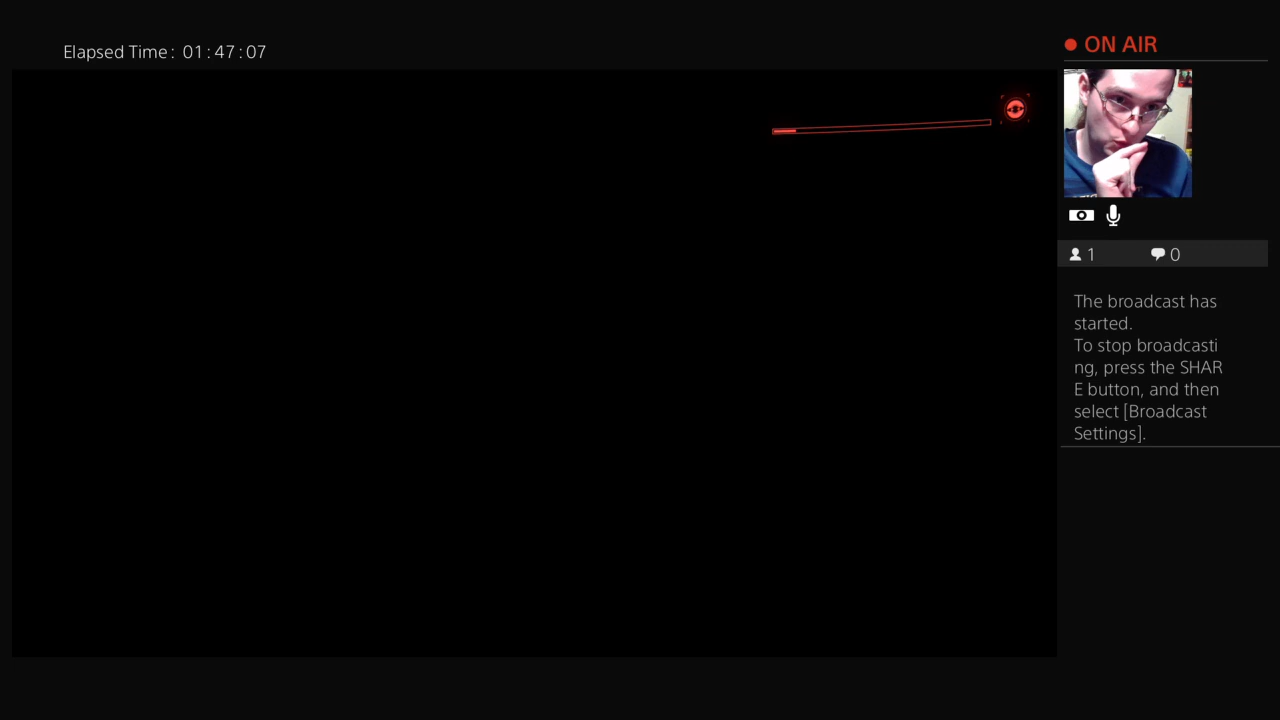 Elapsed Time: 01:47:07
ON AIR
1 0
The broadcast has
started.
To stop broadcasti
ng, press the SHAR
E button, and then
select [Broadcast
Settings].